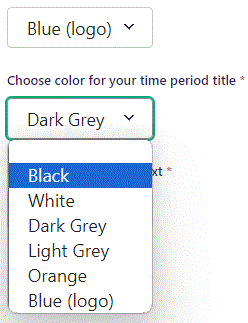 Blue (logo)
Choose color for your time period title *
Dark Grey
Black
xt *
White
Dark Grey
Light Grey
Orange
Blue (logo)